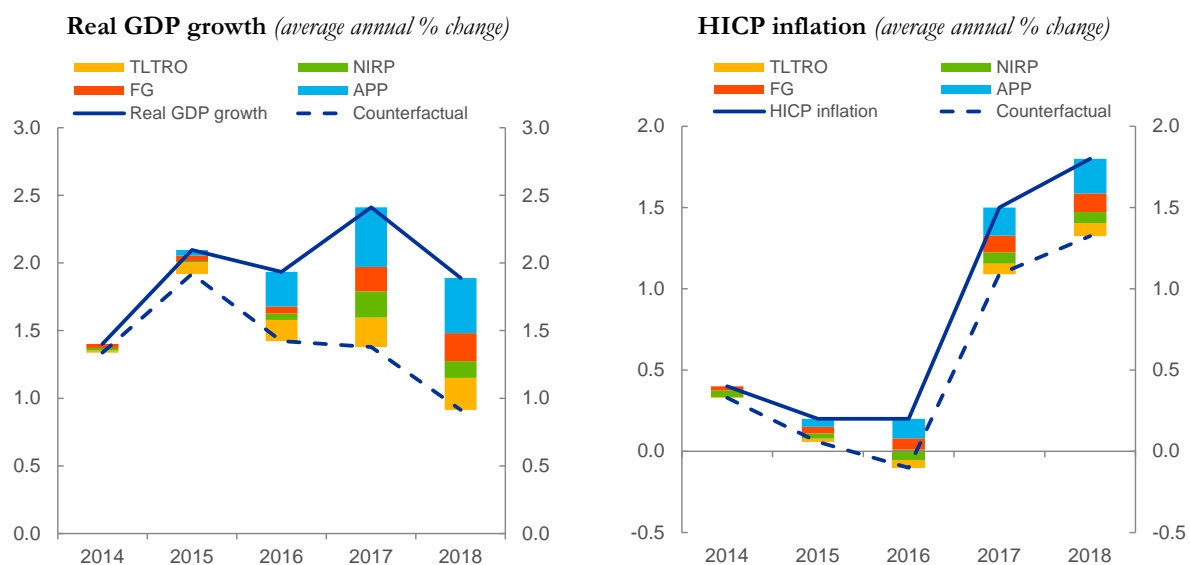 Real GDP growth (average annual % change)
TLTRO NIRP
FG APP
Real GDP growth Counterfactual
3.0 3.0
2.5 2.5
2.0 2.0
1.5 1.5
1.0 1.0
0.5 0.5
0.0 0.0
2014 2015 2016 2017 2018
HICP inflation (average annual % change)
TLTRO NIRP
FG APP
HICP inflation Counterfactual
2.0 2.0
1.5 1.5
1.0 1.0
0.5 0.5
0.0 0.0
-0.5 -0.5
2014 2015 2016 2017 2018